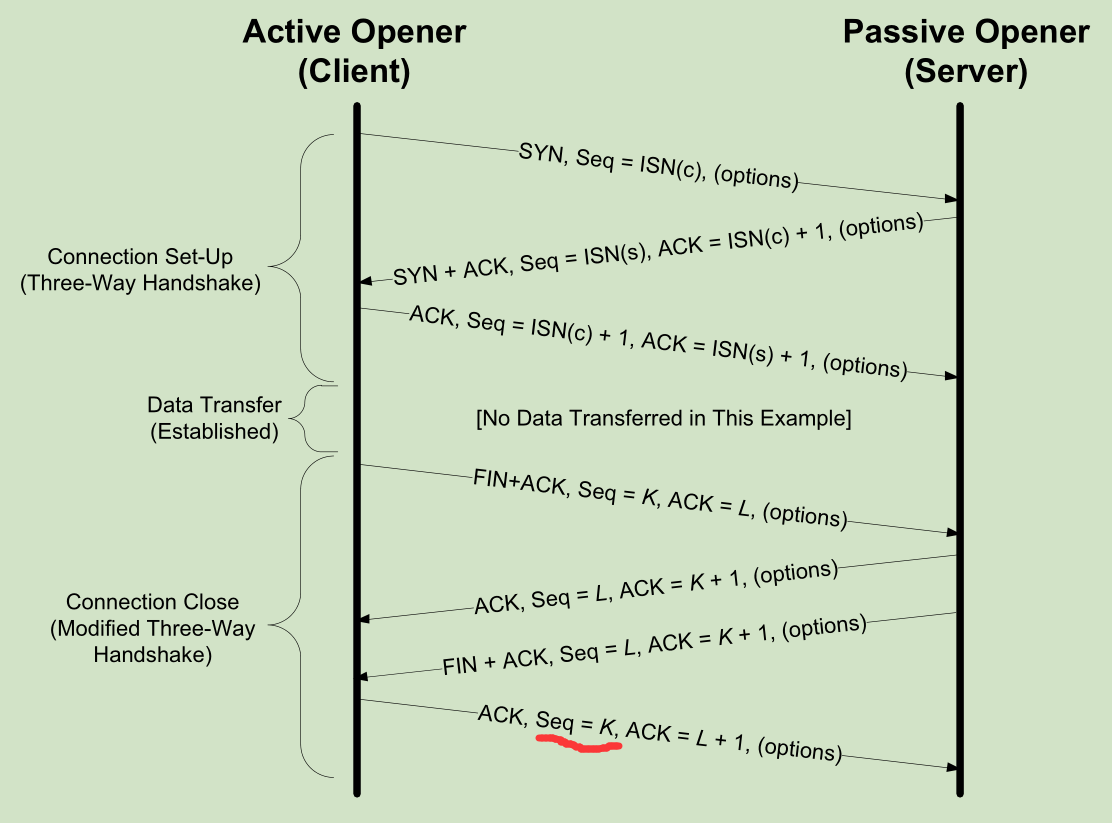 Active Opener
(Client)
Passive Opener
(Server)
SYN, Seq = ISN(c), (options)
SYN + ACK, Seq = ISN(s), ACK = ISN(c) + 1, (options)
Connection Set-Up
(Three-Way Handshake)
ACK, Seq = ISN(c) + 1, ACK = ISN(s) + 1, (options)
Data Transfer
(Established)
[No Data Transferred in This Example]
FIN+ACK, Seq = K, ACK = L, (options)
ACK, Seq = L, ACK = K + 1, (options)
Connection Close
(Modified Three-Way
Handshake)
FIN + ACK, Seq = L, ACK = K + 1, (options)
ACK, Seq = K, ACK = L + 1, (options)